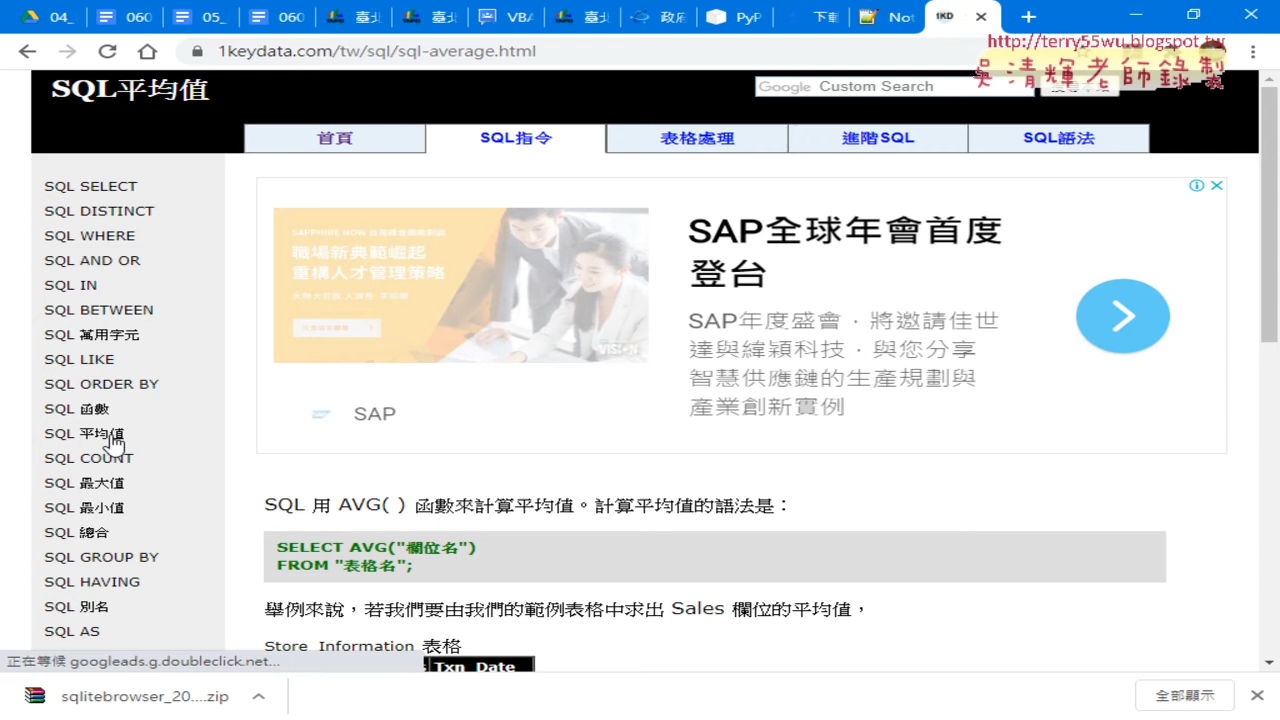 04_
060
05_
060
臺北
臺北
VBA
臺北
政府
PyP
下載
Not
1KD
1keydata.com/tw/sql/sql-average.html
http://terry55wu.blogspot.tw
吳清輝老師錄製
SQL平均值
Google Custom Search
首頁
SQL指令
表格處理
進階SQL
SQL語法
SQL SELECT
SQL DISTINCT
SQL WHERE
SQL AND OR
SQL IN
SQL BETWEEN
SQL 萬用字元
SQL LIKE
SQL ORDER BY
SQL 函數
SQL 平均值
SQL COUNT
SQL 最大值
SQL 最小值
SQL 總合
SQL GROUP BY
SQL HAVING
SQL 別名
SQL AS
職場新典範崛起
重構人才管理策略
SAP
SAP全球年會首度
登台
SAP年度盛會，將邀請佳世
達與緯穎科技，與您分享
智慧供應鏈的生產規劃與
產業創新實例
SQL 用 AVG( ) 函數來計算平均值。計算平均值的語法是：
SELECT AVG("欄位名")
FROM "表格名";
舉例來說，若我們要由我們的範例表格中求出 Sales 欄位的平均值，
Store_Information 表格
Txn_Date
正在等候 googleads.g.doubleclick.net...
sqlitebrowser_20....zip
全部顯示